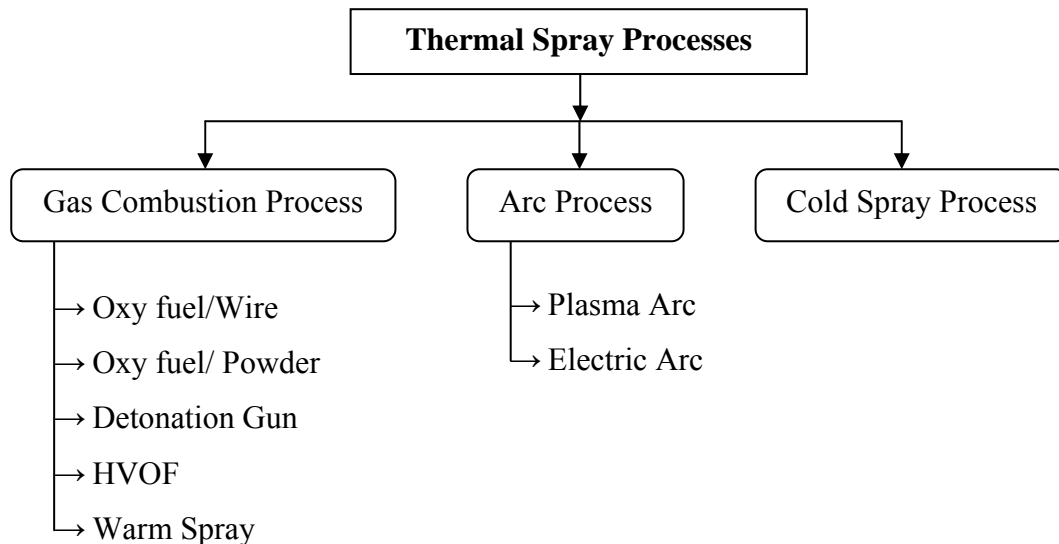 Thermal Spray Processes
Gas Combustion Process
Arc Process
Cold Spray Process
Oxy fuel/Wire
Oxy fuel/ Powder
Detonation Gun
HVOF
Warm Spray
Plasma Arc
Electric Arc